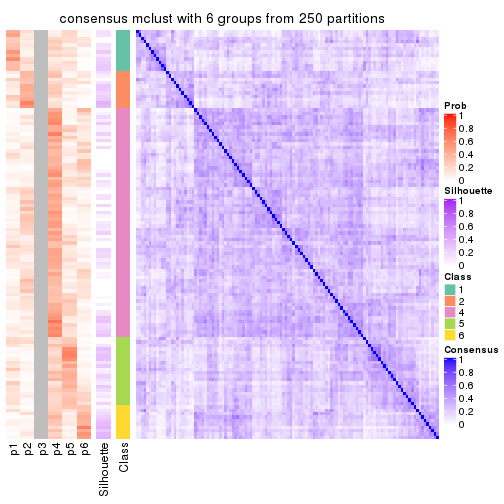 consensus mclust with 6 groups from 250 partitions
Prob
1
0.8
0.6
0.4
0.2
0
Silhouette
1
0.8
0.6
0.4
0.2
0
Class
1
2
4
5
6
Consensus
1
0.8
0.6
0.4
0.2
0
p1
p2
p3
p4
p5
p6
Silhouette
Class